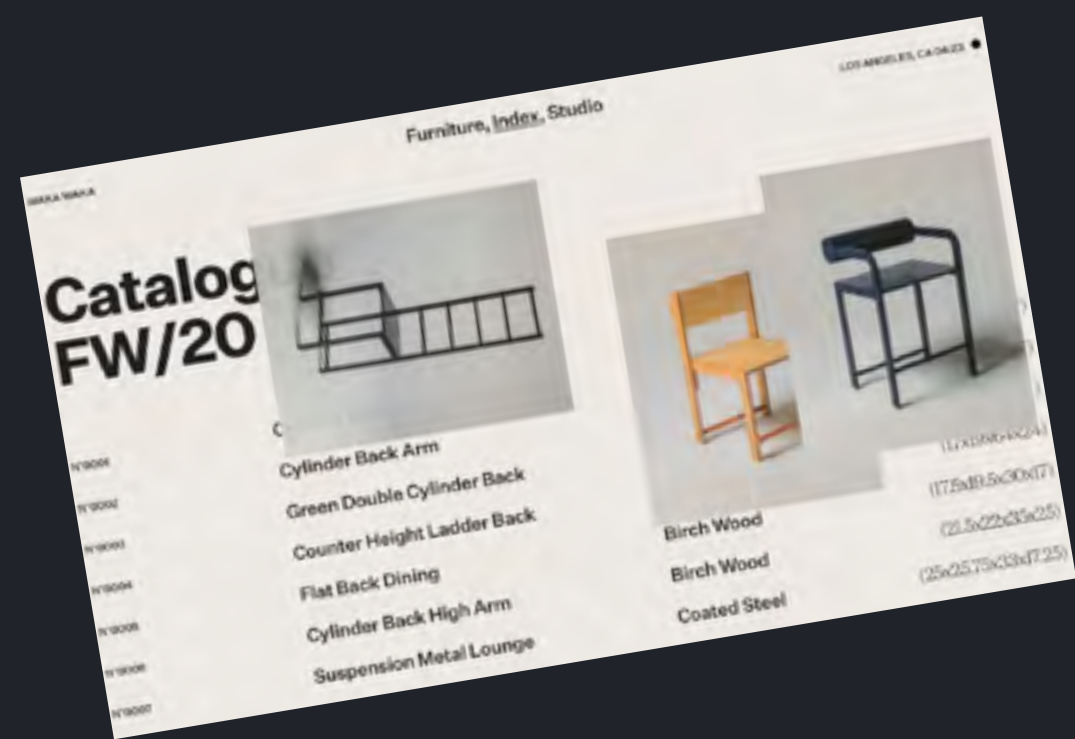 LOS ANGELES, CA
Furniture, Index, Studio
WAKA WAKA
Catalog
FW/20
C
Cylinder Back Arm
Green Double Cylinder Back
Counter Height Ladder Back
Flat Back Dining
Cylinder Back High Arm
Suspension Metal Lounge
Birch Wood
Birch Wood
Coated Steel
(17.5x19.5x30x17)
(21.5x22x35x25)
(25x25.75x33x17.25)